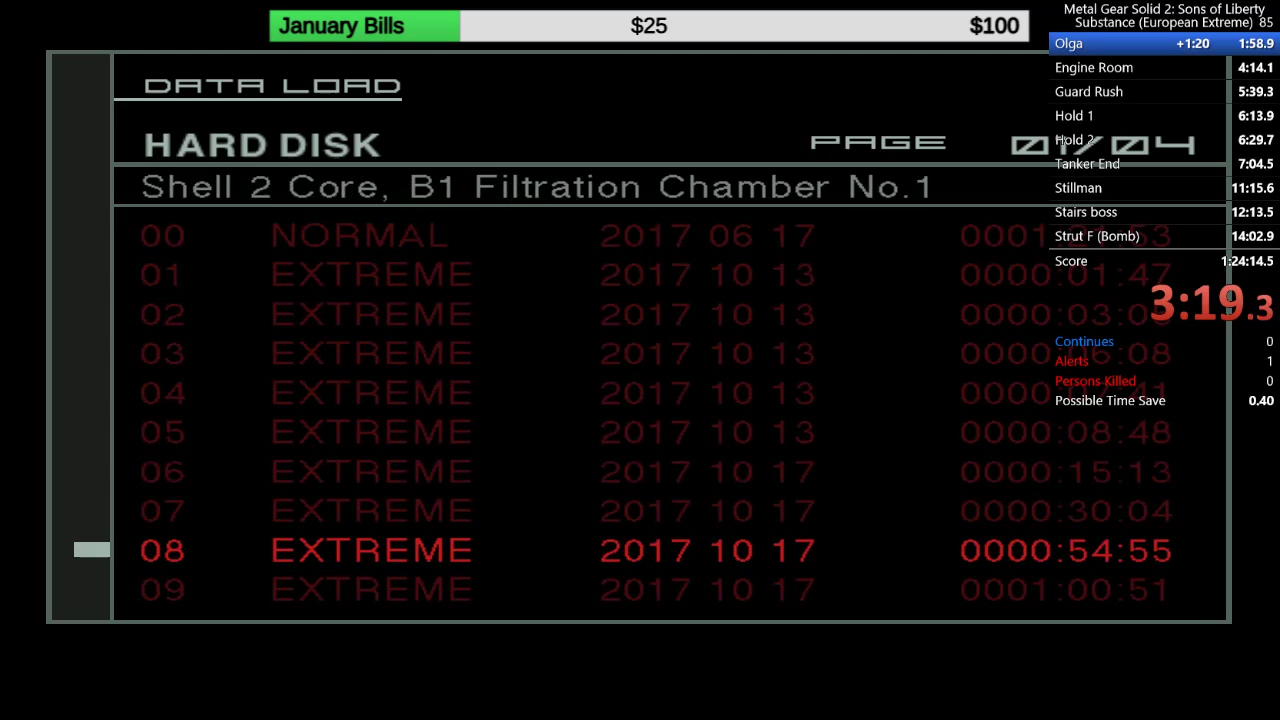 January Bills $25 $100
Metal Gear Solid 2: Sons of Liberty
Substance (European Extreme) 85
Olga +1:20 1:58.9
Engine Room 4:14.1
Guard Rush 5:39.3
Hold 1 6:13.9
Hold 2 6:29.7
Tanker End 7:04.5
Stillman 11:15.6
Stairs boss 12:13.5
Strut F (Bomb) 14:02.9
Score 1:24:14.5
3:19.3
Continues 0
Alerts 1
Persons Killed 0
Possible Time Save 0.40
DATA LOAD
HARD DISK PAGE 01/04
Shell 2 Core, B1 Filtration Chamber No.1
00 NORMAL 2017 06 17
01 EXTREME 2017 10 13 0000:01:47
02 EXTREME 2017 10 13
03 EXTREME 2017 10 13 0000:06:08
04 EXTREME 2017 10 13
05 EXTREME 2017 10 13 0000:08:48
06 EXTREME 2017 10 17 0000:15:13
07 EXTREME 2017 10 17 0000:30:04
08 EXTREME 2017 10 17 0000:54:55
09 EXTREME 2017 10 17 0001:00:51